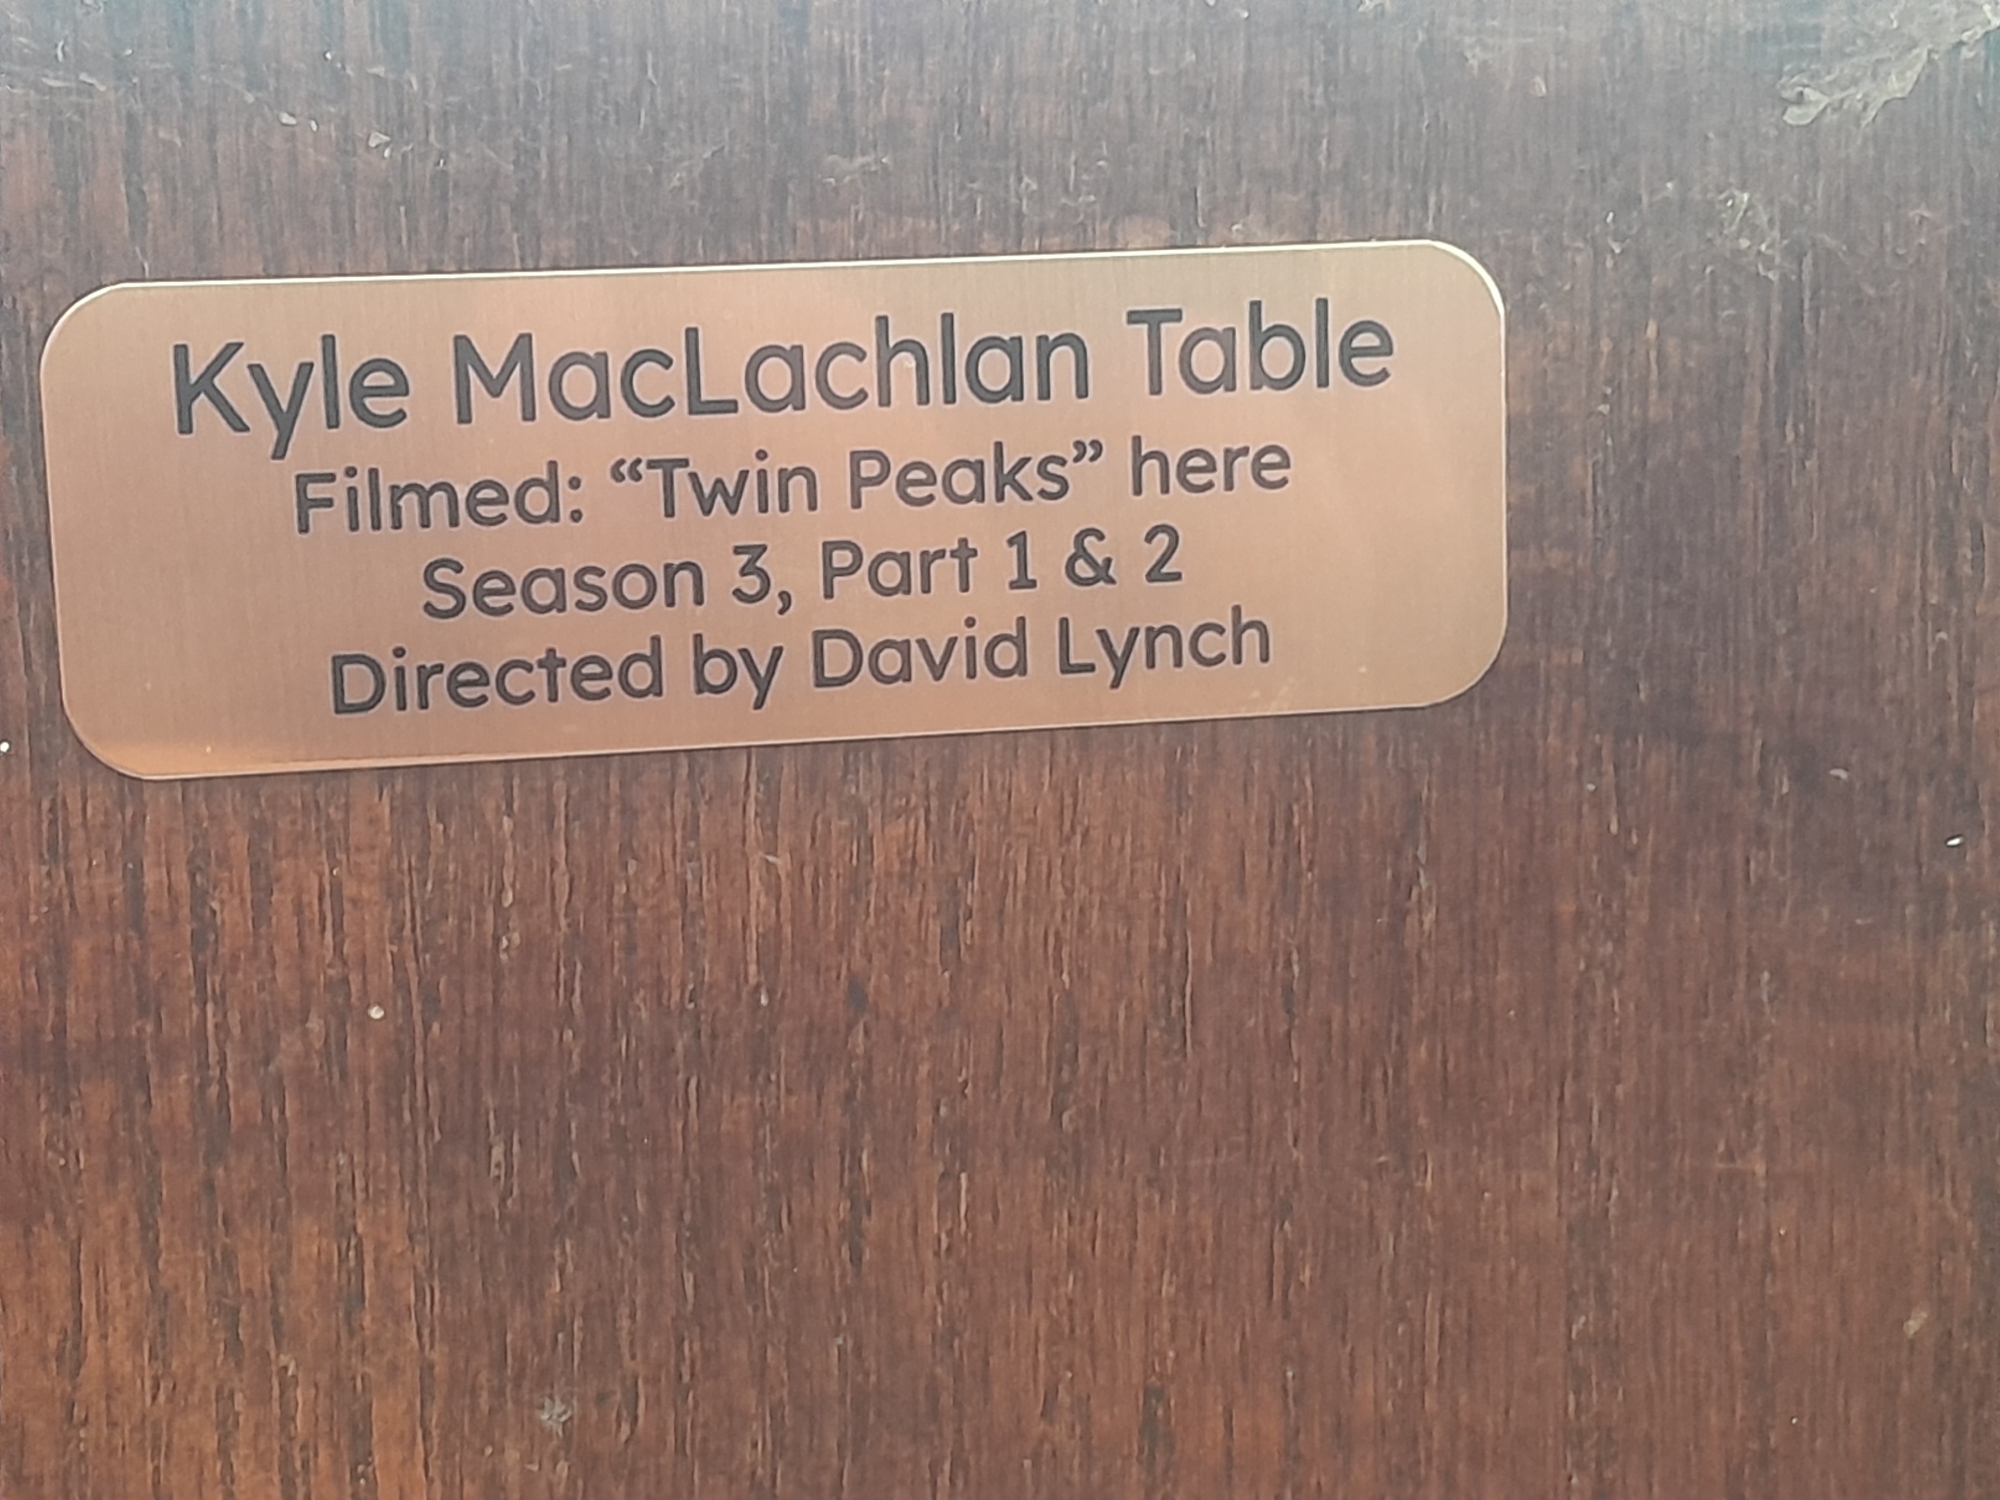 Kyle MacLachlan Table
Filmed: “Twin Peaks” here
Season 3, Part 1 & 2
Directed by David Lynch